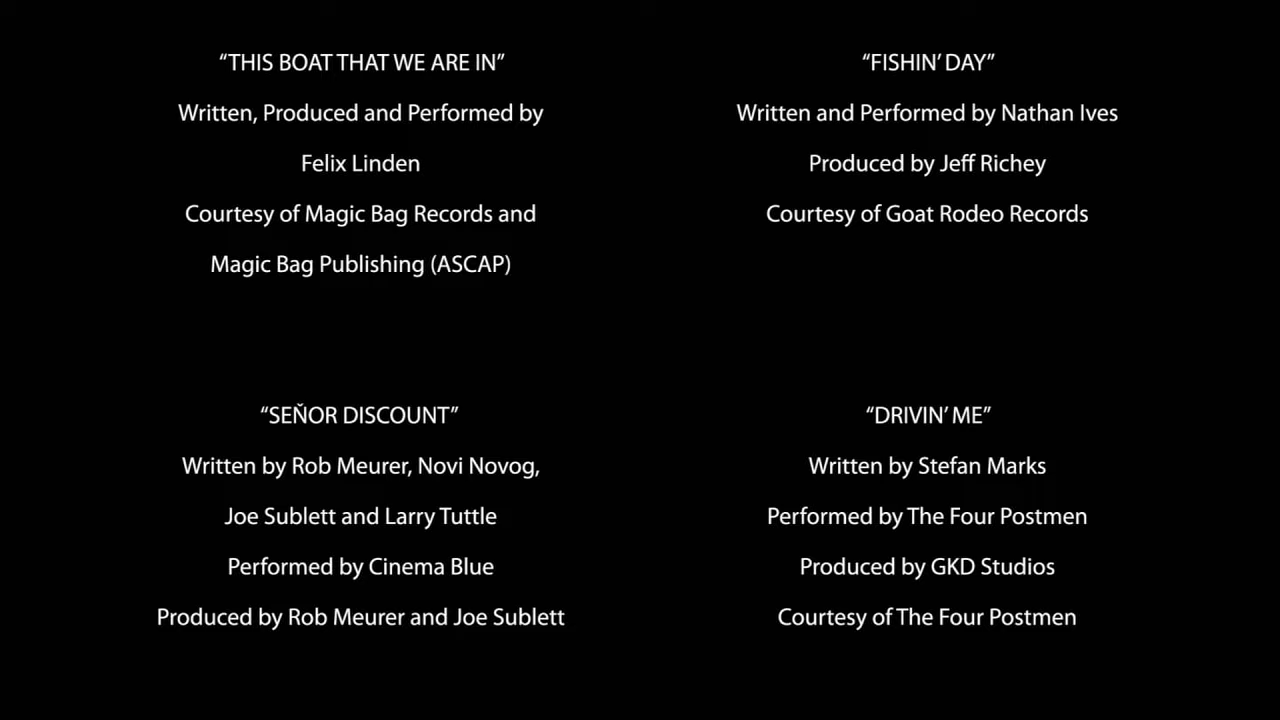 “THIS BOAT THAT WE ARE IN”
Written, Produced and Performed by
Felix Linden
Courtesy of Magic Bag Records and
Magic Bag Publishing (ASCAP)
“FISHIN’ DAY”
Written and Performed by Nathan Ives
Produced by Jeff Richey
Courtesy of Goat Rodeo Records
“SEŇOR DISCOUNT”
Written by Rob Meurer, Novi Novog,
Joe Sublett and Larry Tuttle
Performed by Cinema Blue
Produced by Rob Meurer and Joe Sublett
“DRIVIN’ ME”
Written by Stefan Marks
Performed by The Four Postmen
Produced by GKD Studios
Courtesy of The Four Postmen